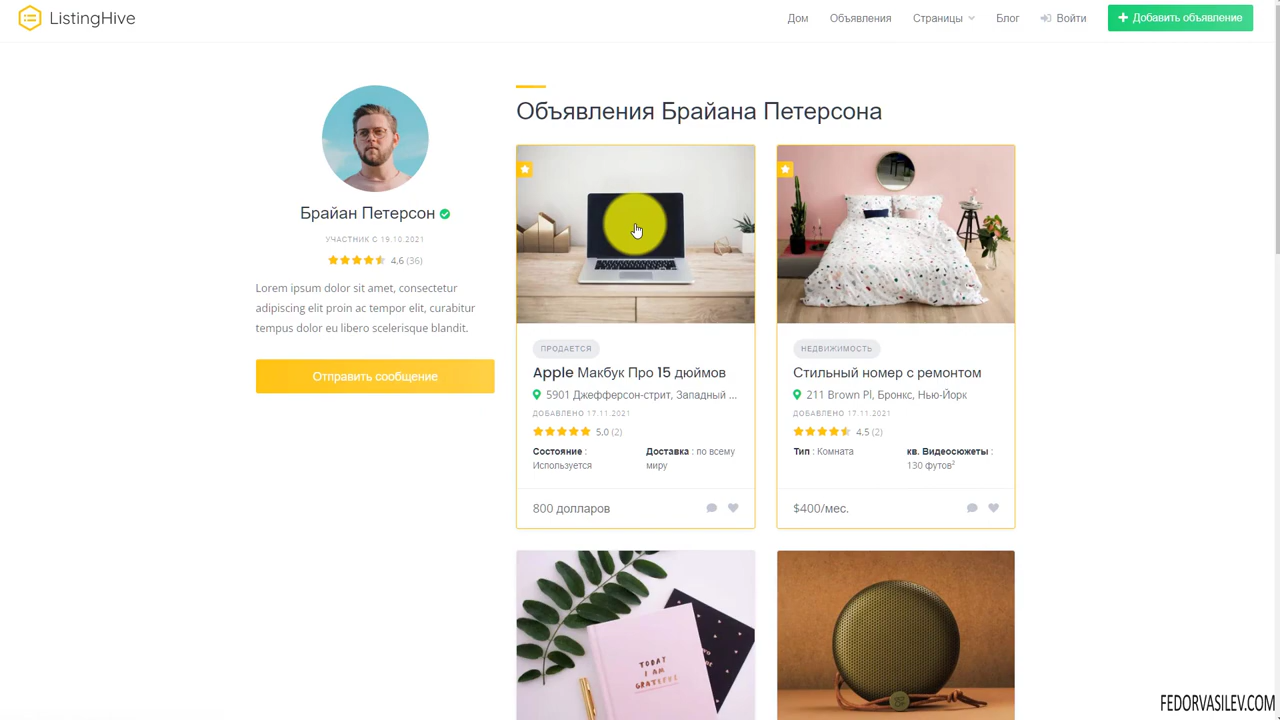 ListingHive
Дом
Объявления
Страницы
Блог
Войти
Добавить объявление
Брайан Петерсон
УЧАСТНИК С 19.10.2021
4,6 (36)
Lorem ipsum dolor sit amet, consectetur
adipiscing elit proin ac tempor elit, curabitur
tempus dolor eu libero scelerisque blandit.
Отправить сообщение
Объявления Брайана Петерсона
ПРОДАЕТСЯ
Apple Макбук Про 15 дюймов
5901 Джефферсон-стрит, Западный ...
ДОБАВЛЕНО 17.11.2021
5.0 (2)
Состояние :
Используется
Доставка : по всему
миру
800 долларов
НЕДВИЖИМОСТЬ
Стильный номер с ремонтом
211 Brown Pl, Бронкс, Нью-Йорк
ДОБАВЛЕНО 17.11.2021
4.5 (2)
Тип : Комната
кв. Видеосюжеты :
130 футов²
$400/мес.
TODAY
I AM
GRATEFUL
FEDORVASILEV.COM